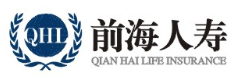 QHL
前海人寿
QIAN HAI LIFE INSURANCE